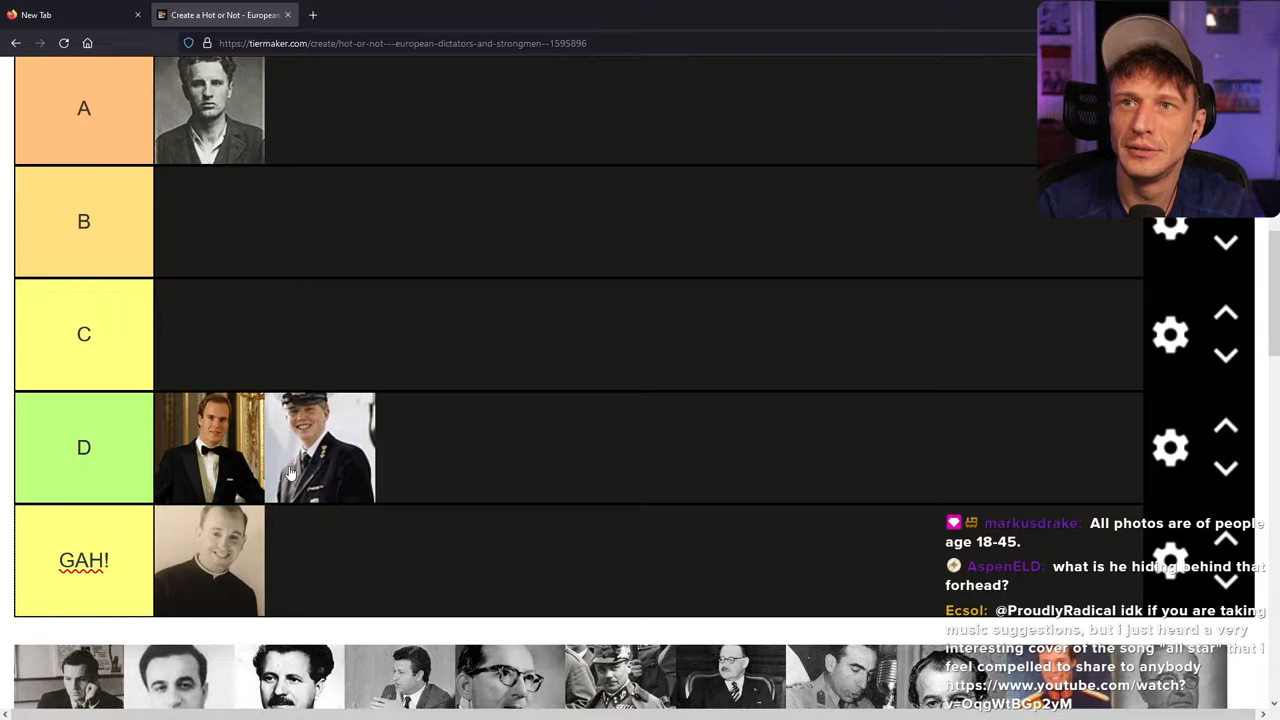 New Tab
Create a Hot or Not - European
https://tiermaker.com/create/hot-or-not---european-dictators-and-strongmen--1595896
A
B
C
D
GAH!
markusdrake: All photos are of people
age 18-45.
AspenELD: what is he hiding behind that
forhead?
Ecsol: @ProudlyRadical idk if you are taking
music suggestions, but i just heard a very
interesting cover of the song "all star" that i
feel compelled to share to anybody
https://www.youtube.com/watch?
v=OqgWtBGp2yM